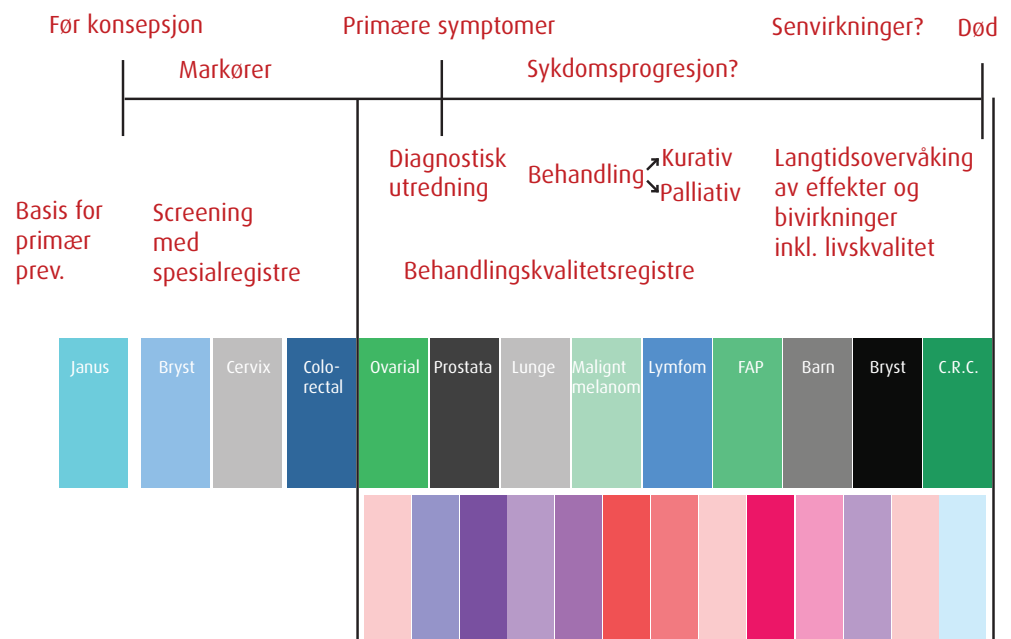 Før konsepsjon
Primære symptomer
Senvirkninger?
Død
Markører
Sykdomsprogresjon?
Basis for
primær
prev.
Screening
med
spesialregistre
Diagnostisk
utredning
Behandling
Kurativ
Palliativ
Langtidsovervåking
av effekter og
bivirkninger
inkl. livskvalitet
Behandlingskvalitetsregistre
Janus
Bryst
Cervix
Colo-
rectal
Ovarial
Prostata
Lunge
Malignt
melanom
Lymfom
FAP
Barn
Bryst
C.R.C.